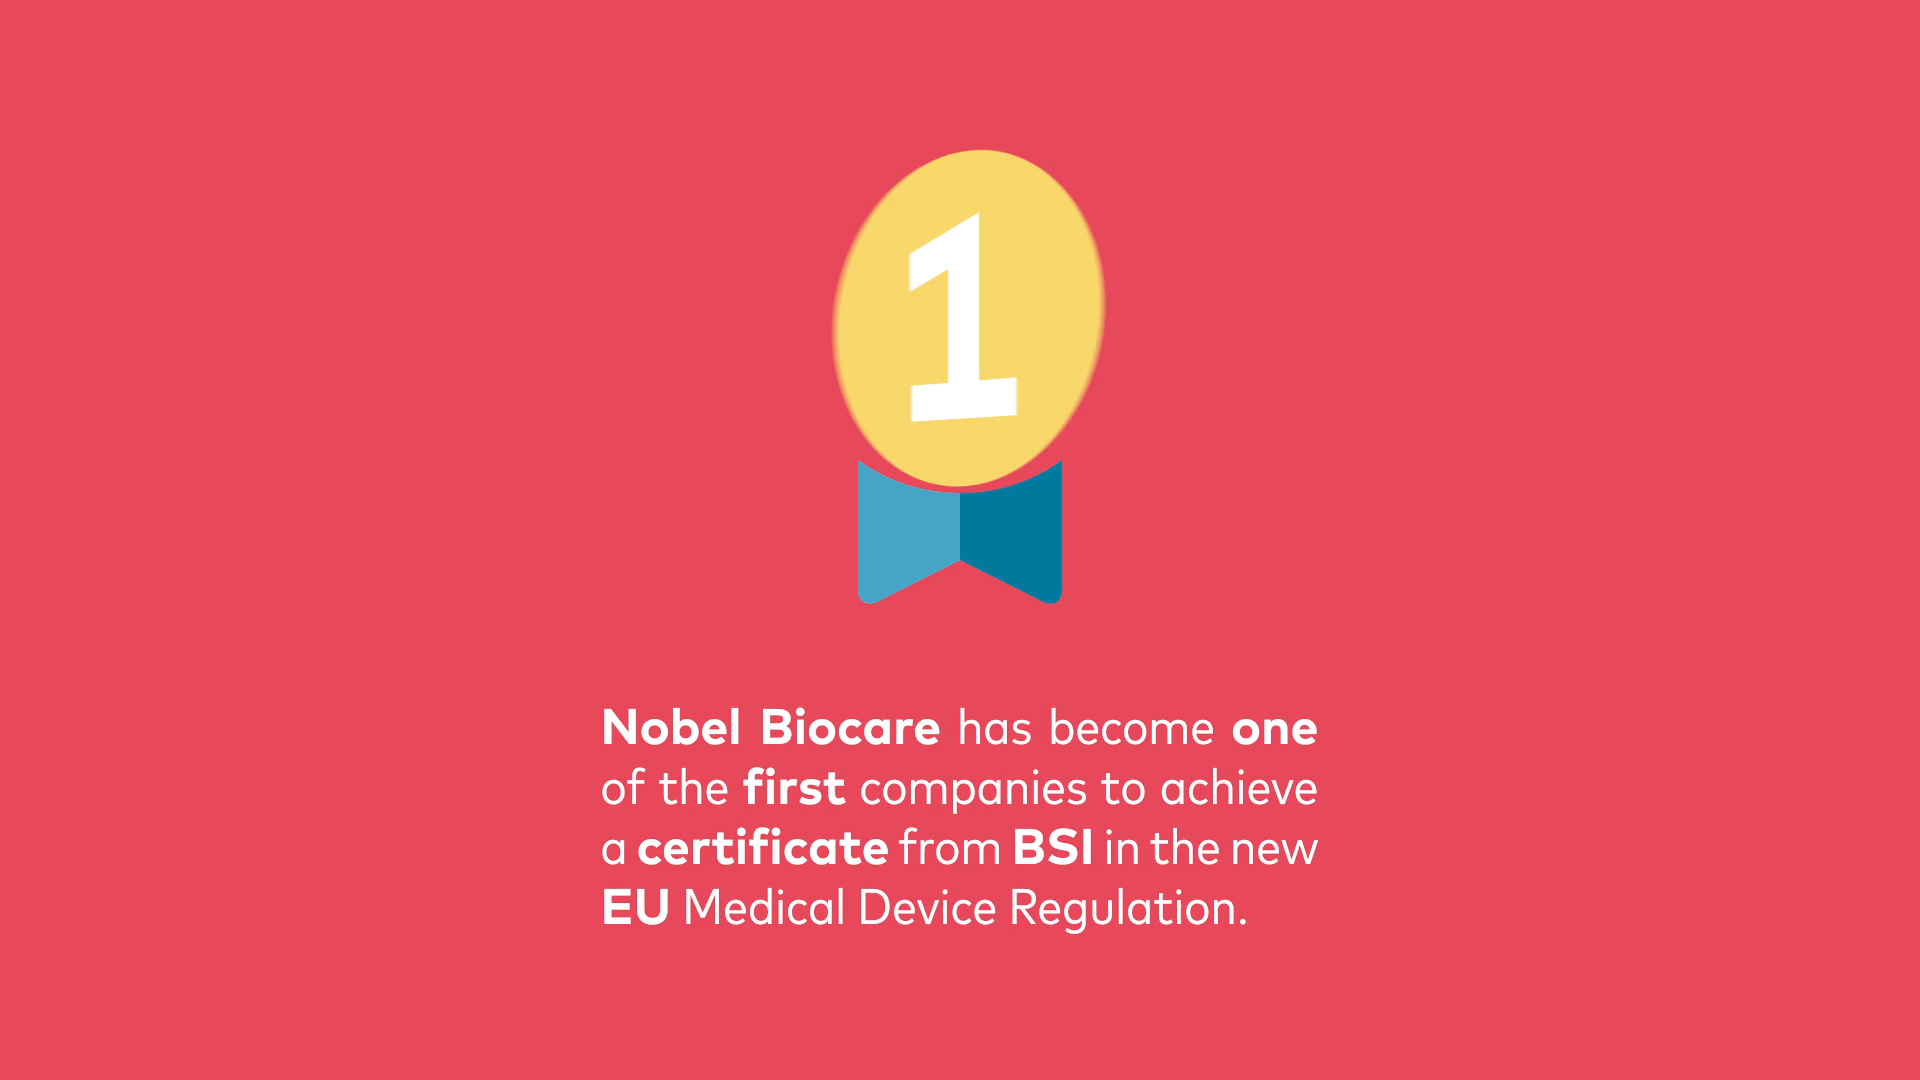 1
Nobel Biocare has become one
of the first companies to achieve
a certificate from BSI in the new
EU Medical Device Regulation.